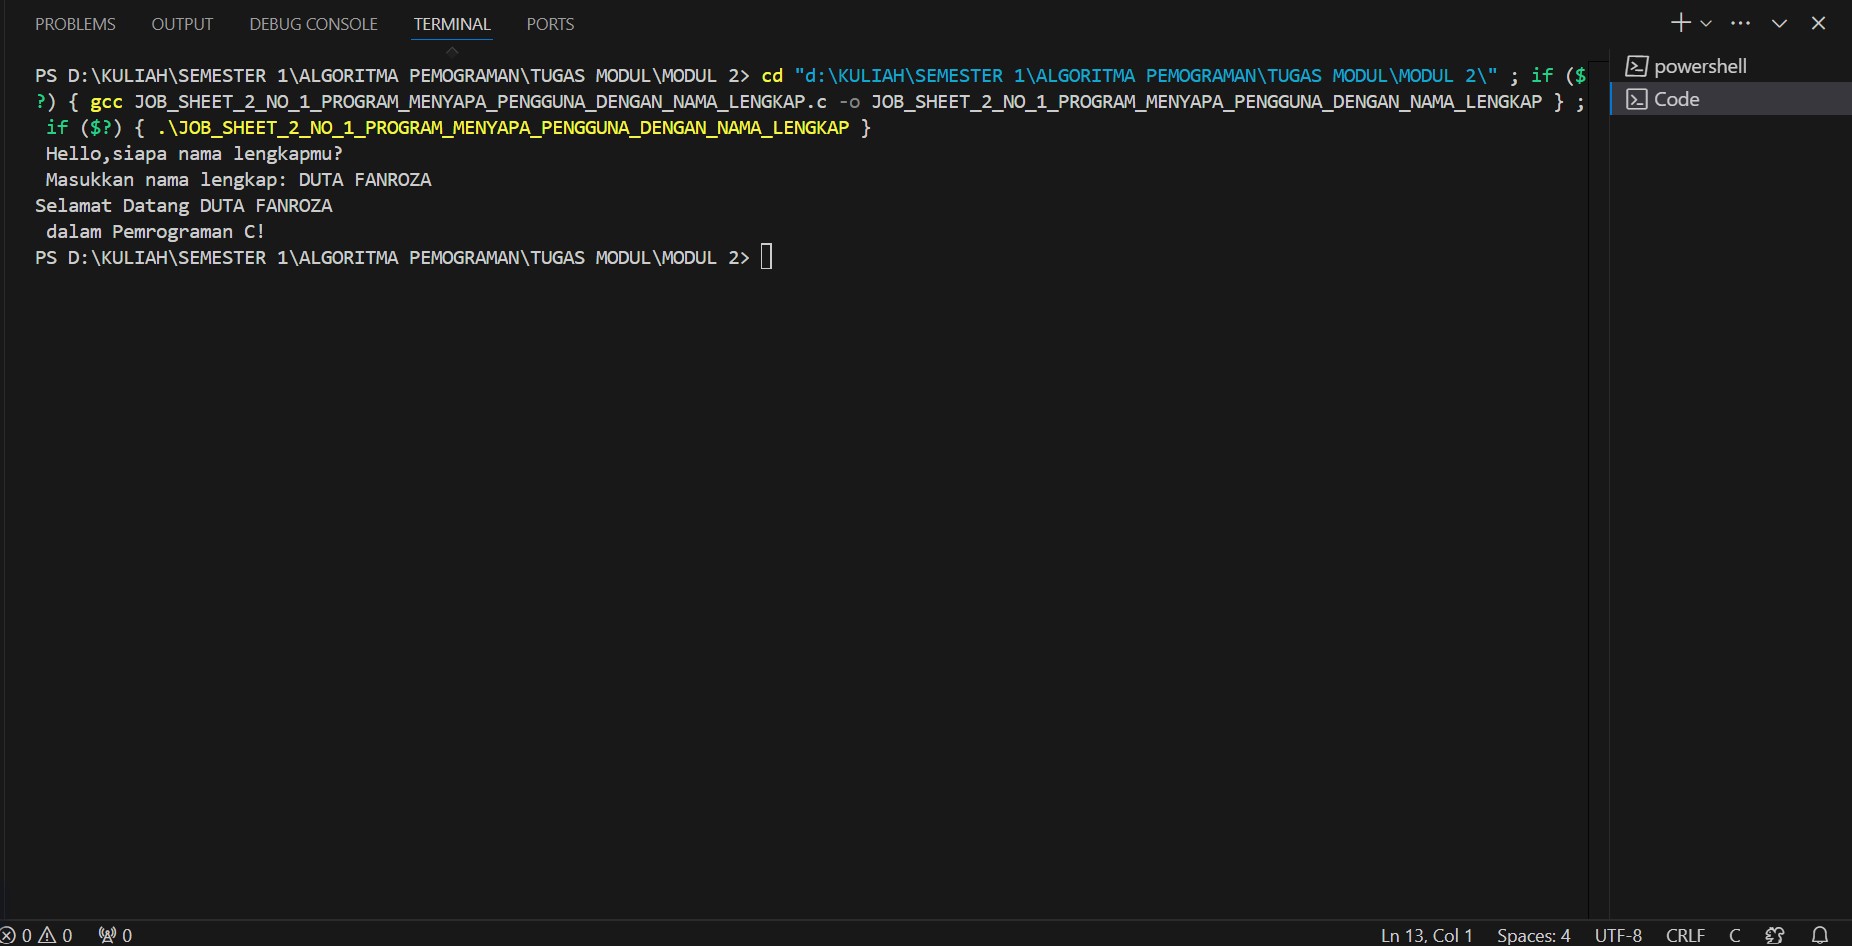 PROBLEMS OUTPUT DEBUG CONSOLE TERMINAL PORTS
PS D:\KULIAH\SEMESTER 1\ALGORITMA PEMOGRAMAN\TUGAS MODUL\MODUL 2> cd "d:\KULIAH\SEMESTER 1\ALGORITMA PEMOGRAMAN\TUGAS MODUL\MODUL 2\" ; if ($
?) { gcc JOB_SHEET_2_NO_1_PROGRAM_MENYAPA_PENGGUNA_DENGAN_NAMA_LENGKAP.c -o JOB_SHEET_2_NO_1_PROGRAM_MENYAPA_PENGGUNA_DENGAN_NAMA_LENGKAP } ;
if ($?) { .\JOB_SHEET_2_NO_1_PROGRAM_MENYAPA_PENGGUNA_DENGAN_NAMA_LENGKAP }
Hello,siapa nama lengkapmu?
Masukkan nama lengkap: DUTA FANROZA
Selamat Datang DUTA FANROZA
dalam Pemrograman C!
PS D:\KULIAH\SEMESTER 1\ALGORITMA PEMOGRAMAN\TUGAS MODUL\MODUL 2>
powershell
Code
0 0 0 Ln 13, Col 1 Spaces: 4 UTF-8 CRLF C